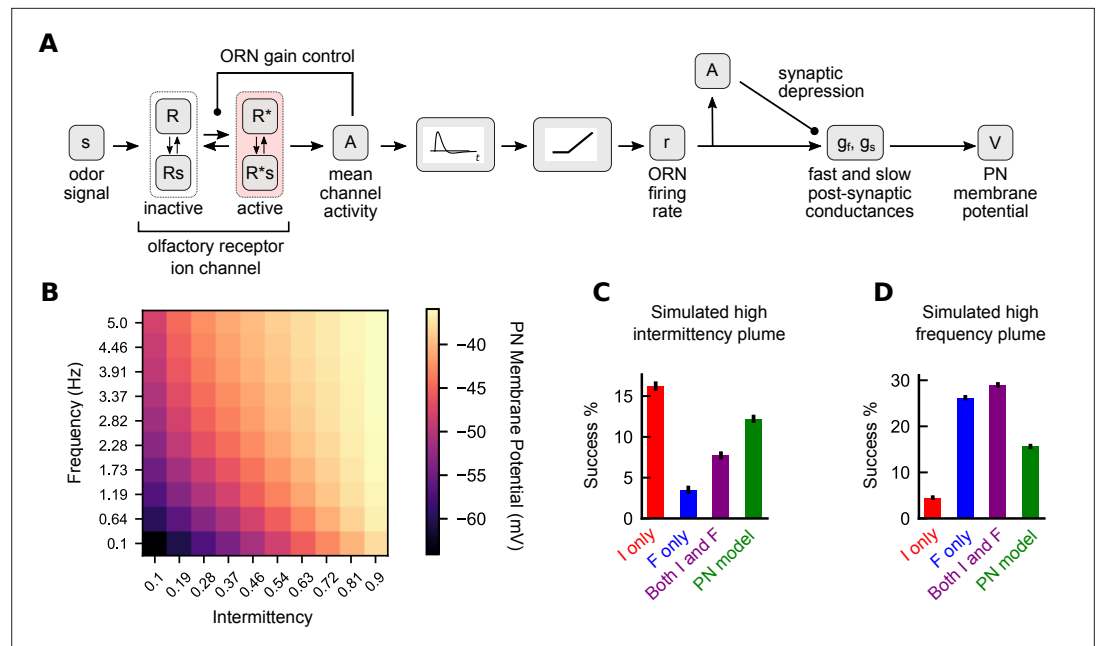 A
ORN gain control
R
R*
Rs
R*s
s
A
t
r
A
gf, gs
V
synaptic
depression
odor
signal
inactive
active
mean
channel
activity
ORN
firing
rate
fast and slow
post-synaptic
conductances
PN
membrane
potential
olfactory receptor
ion channel
B
Frequency (Hz)
5.0
4.46
3.91
3.37
2.82
2.28
1.73
1.19
0.64
0.1
0.1
0.19
0.28
0.37
0.46
0.54
0.63
0.72
0.81
0.9
Intermittency
−40
−45
−50
−55
−60
PN Membrane Potential (mV)
C
Simulated high
intermittency plume
Success %
15
10
5
0
I only
F only
Both I and F
PN model
D
Simulated high
frequency plume
Success %
30
20
10
0
I only
F only
Both I and F
PN model